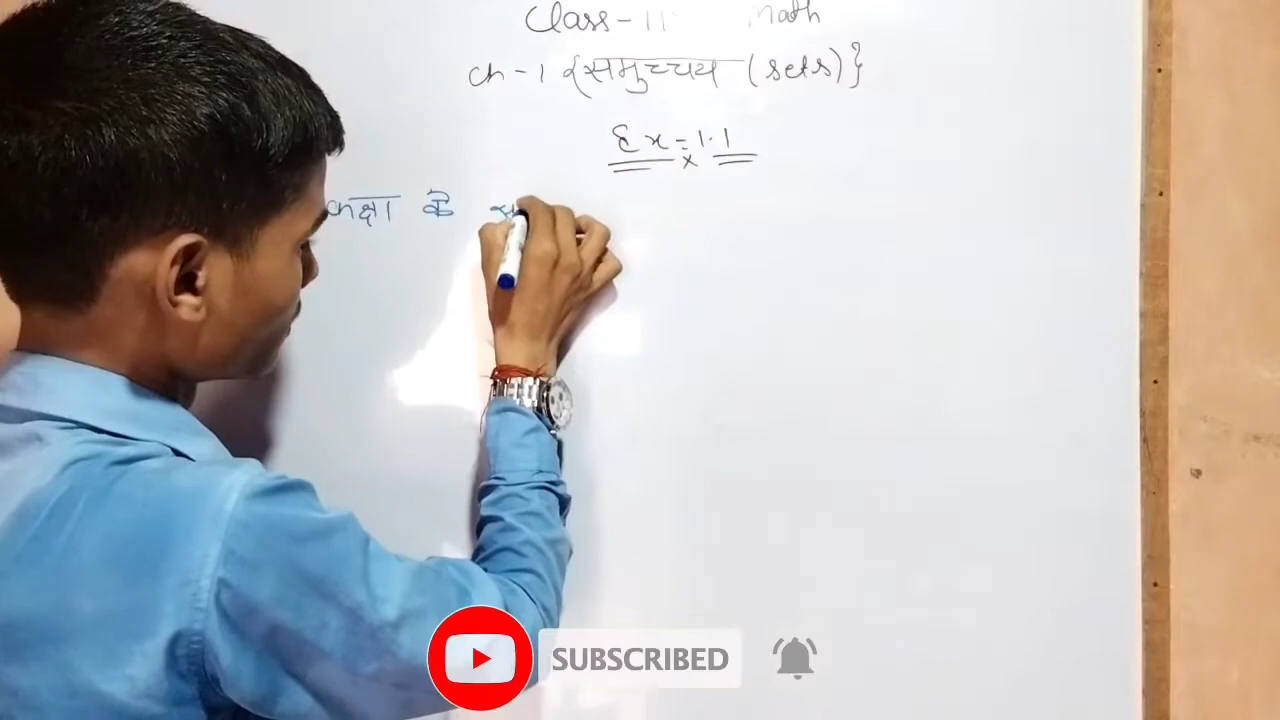 Class-11 Math
Ch-1 {समुच्चय (sets)}
Ex=1.1
x
कक्षा के
SUBSCRIBED